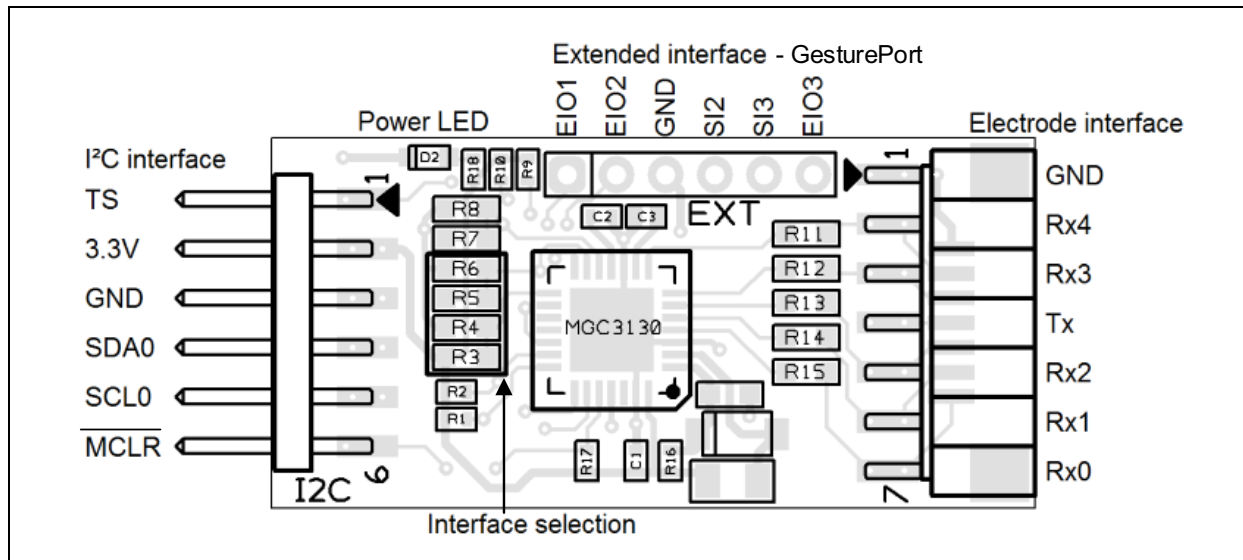 Extended interface - GesturePort
EIO1
EIO2
GND
SI2
SI3
EIO3
Power LED
Electrode interface
I²C interface
TS
3.3V
GND
SDA0
SCL0
MCLR
1
6
I2C
D2
R18
R10
R9
R8
R7
R6
R5
R4
R3
R2
R1
C2
C3
EXT
MGC3130
R11
R12
R13
R14
R15
R17
C1
R16
1
7
GND
Rx4
Rx3
Tx
Rx2
Rx1
Rx0
Interface selection